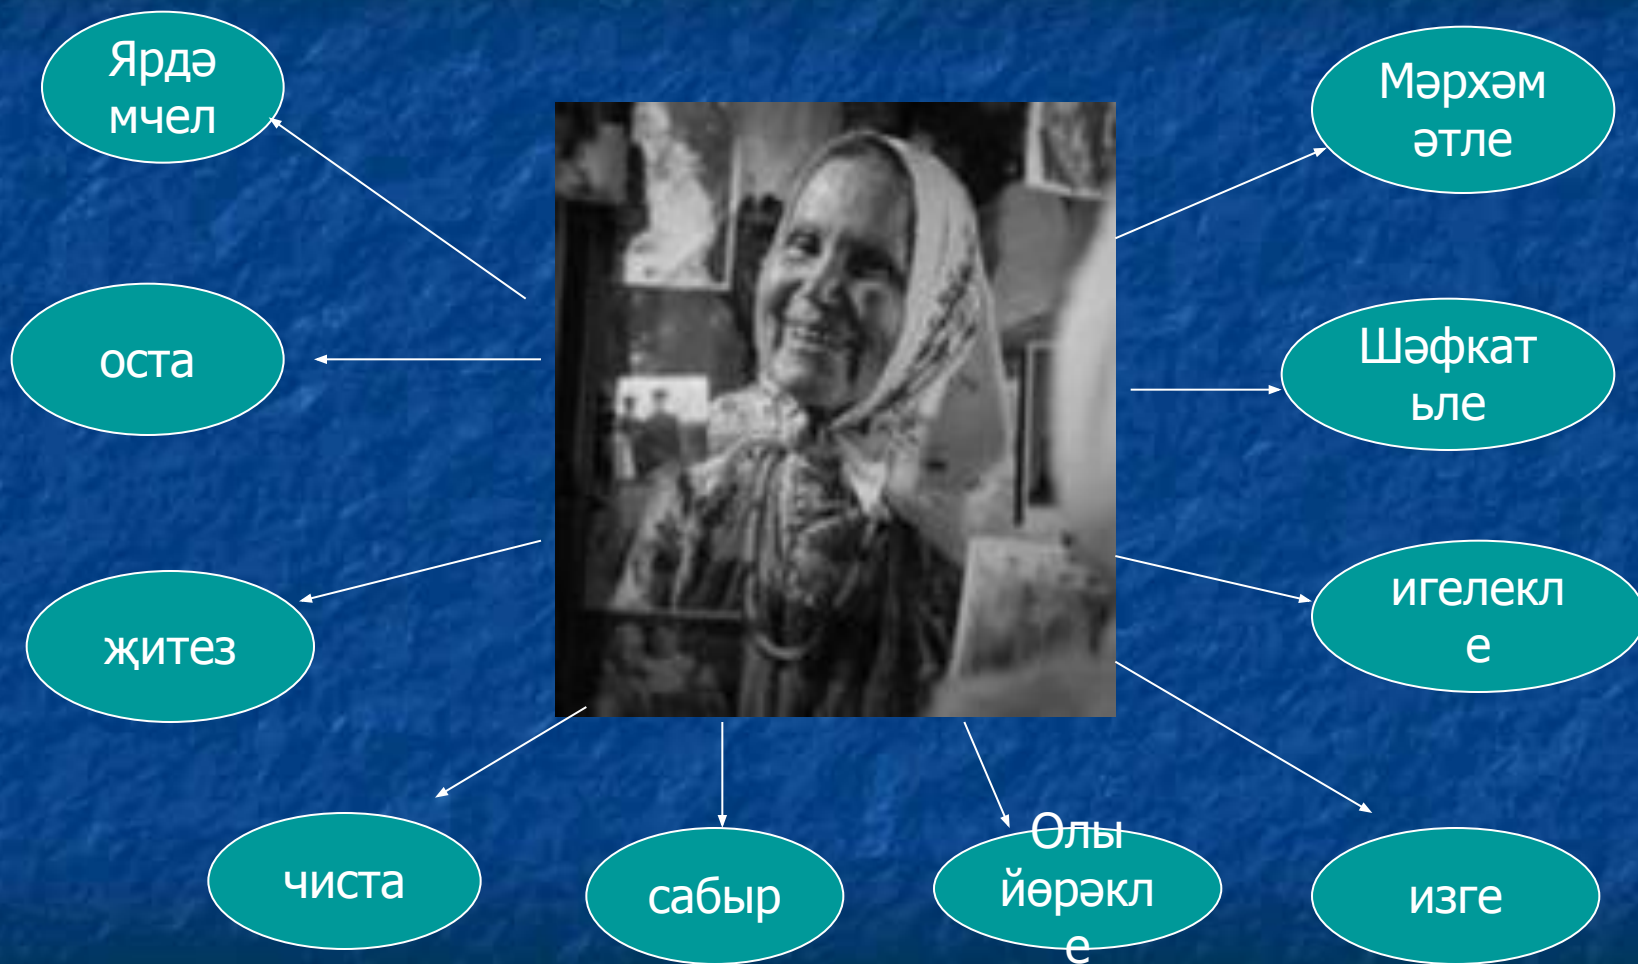 Ярдә
мчел
Мәрхәм
әтле
оста
Шәфкат
ьле
җитез
игелекл
е
чиста
сабыр
Олы
йөрәкл
е
изге